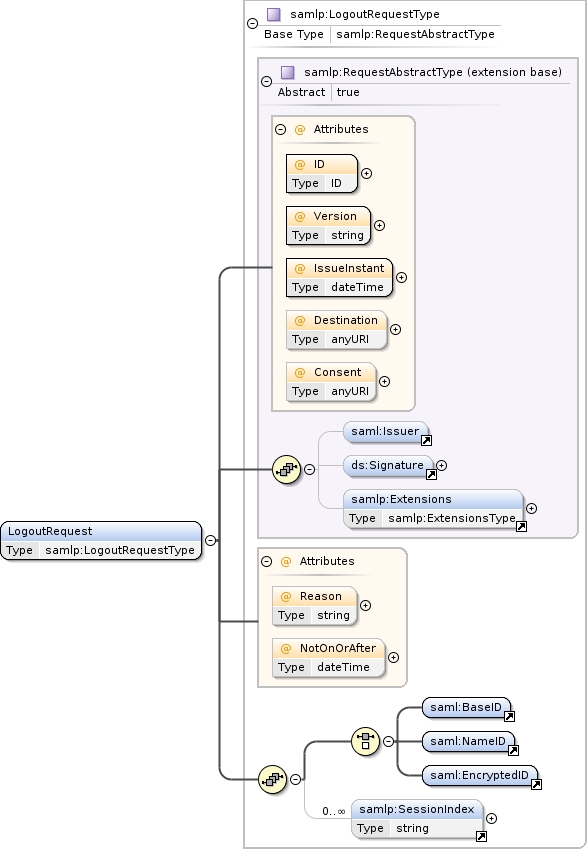 samlp:LogoutRequestType
Base Type samlp:RequestAbstractType
samlp:RequestAbstractType (extension base)
Abstract true
@ Attributes
@ ID
Type ID
@ Version
Type string
@ IssueInstant
Type dateTime
@ Destination
Type anyURI
@ Consent
Type anyURI
saml:Issuer
ds:Signature
samlp:Extensions
Type samlp:ExtensionsType
LogoutRequest
Type samlp:LogoutRequestType
@ Attributes
@ Reason
Type string
@ NotOnOrAfter
Type dateTime
saml:BaseID
saml:NameID
saml:EncryptedID
0..∞ samlp:SessionIndex
Type string